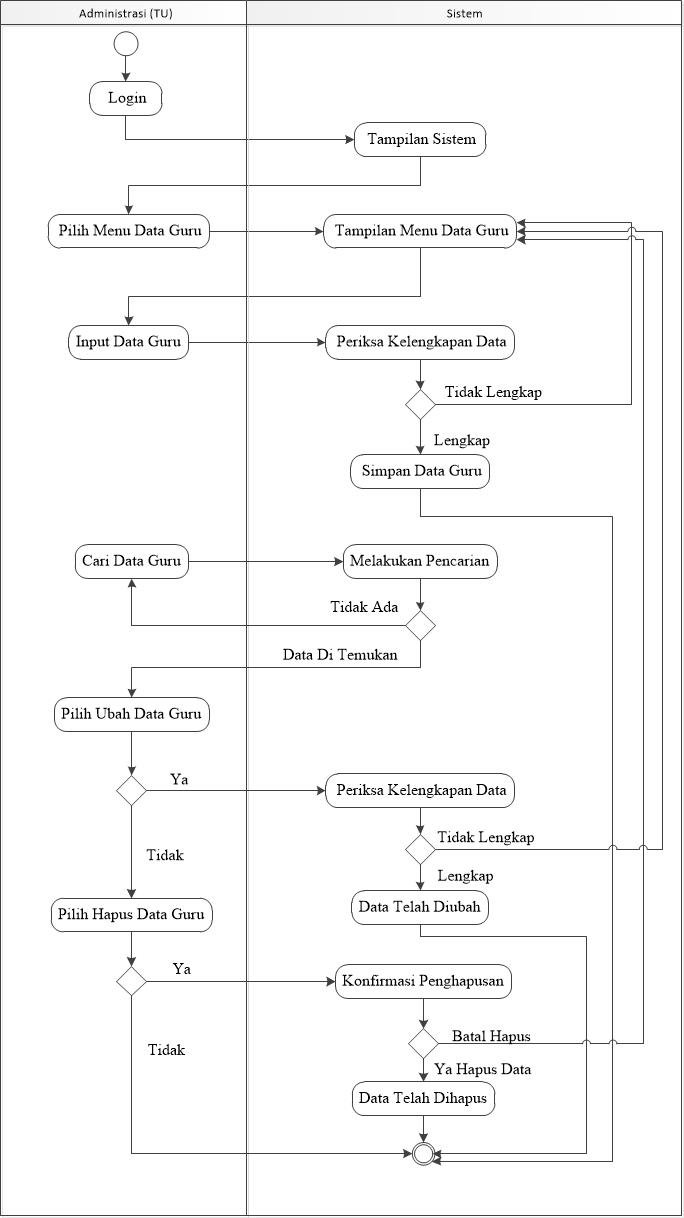 Administrasi (TU)
Sistem
Login
Tampilan Sistem
Pilih Menu Data Guru
Tampilan Menu Data Guru
Input Data Guru
Periksa Kelengkapan Data
Tidak Lengkap
Lengkap
Simpan Data Guru
Cari Data Guru
Melakukan Pencarian
Tidak Ada
Data Di Temukan
Pilih Ubah Data Guru
Ya
Periksa Kelengkapan Data
Tidak Lengkap
Tidak
Lengkap
Pilih Hapus Data Guru
Data Telah Diubah
Ya
Konfirmasi Penghapusan
Batal Hapus
Tidak
Ya Hapus Data
Data Telah Dihapus